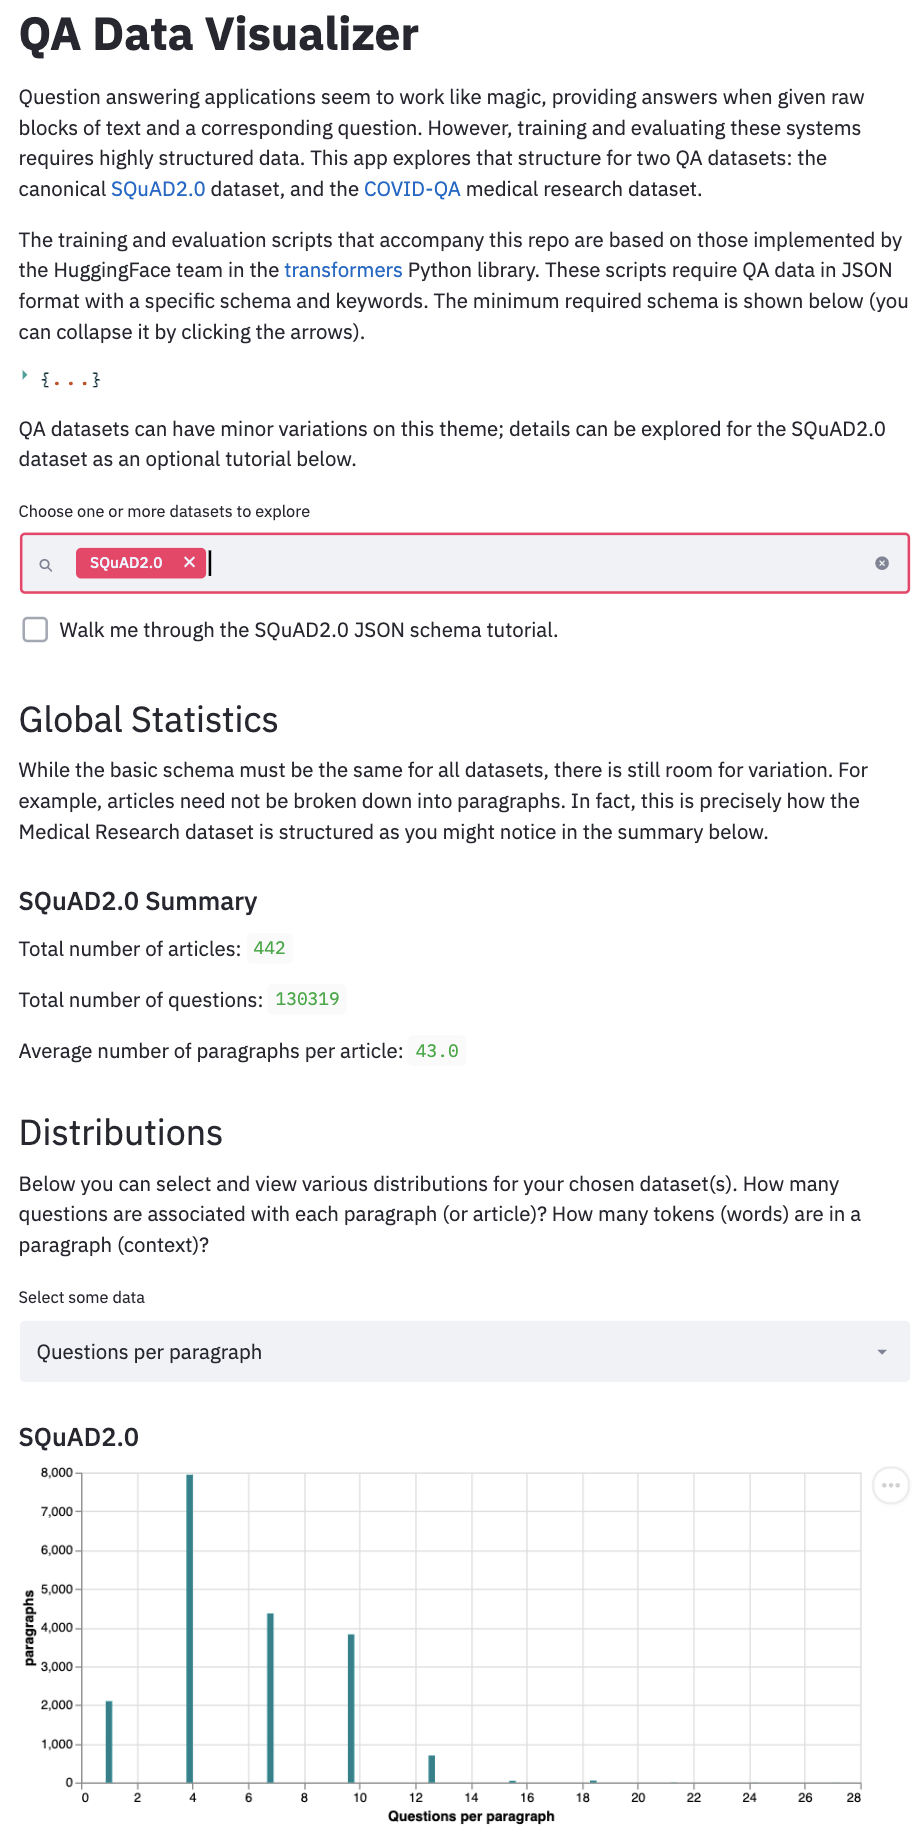 QA Data Visualizer
Question answering applications seem to work like magic, providing answers when given raw
blocks of text and a corresponding question. However, training and evaluating these systems
requires highly structured data. This app explores that structure for two QA datasets: the
canonical SQuAD2.0 dataset, and the COVID-QA medical research dataset.
The training and evaluation scripts that accompany this repo are based on those implemented by
the HuggingFace team in the transformers Python library. These scripts require QA data in JSON
format with a specific schema and keywords. The minimum required schema is shown below (you
can collapse it by clicking the arrows).
{...}
QA datasets can have minor variations on this theme; details can be explored for the SQuAD2.0
dataset as an optional tutorial below.
Choose one or more datasets to explore
SQuAD2.0
Walk me through the SQuAD2.0 JSON schema tutorial.
Global Statistics
While the basic schema must be the same for all datasets, there is still room for variation. For
example, articles need not be broken down into paragraphs. In fact, this is precisely how the
Medical Research dataset is structured as you might notice in the summary below.
SQuAD2.0 Summary
Total number of articles: 442
Total number of questions: 130319
Average number of paragraphs per article: 43.0
Distributions
Below you can select and view various distributions for your chosen dataset(s). How many
questions are associated with each paragraph (or article)? How many tokens (words) are in a
paragraph (context)?
Select some data
Questions per paragraph
SQuAD2.0
8,000
7,000
6,000
5,000
4,000
3,000
2,000
1,000
0
paragraphs
0 2 4 6 8 10 12 14 16 18 20 22 24 26 28
Questions per paragraph